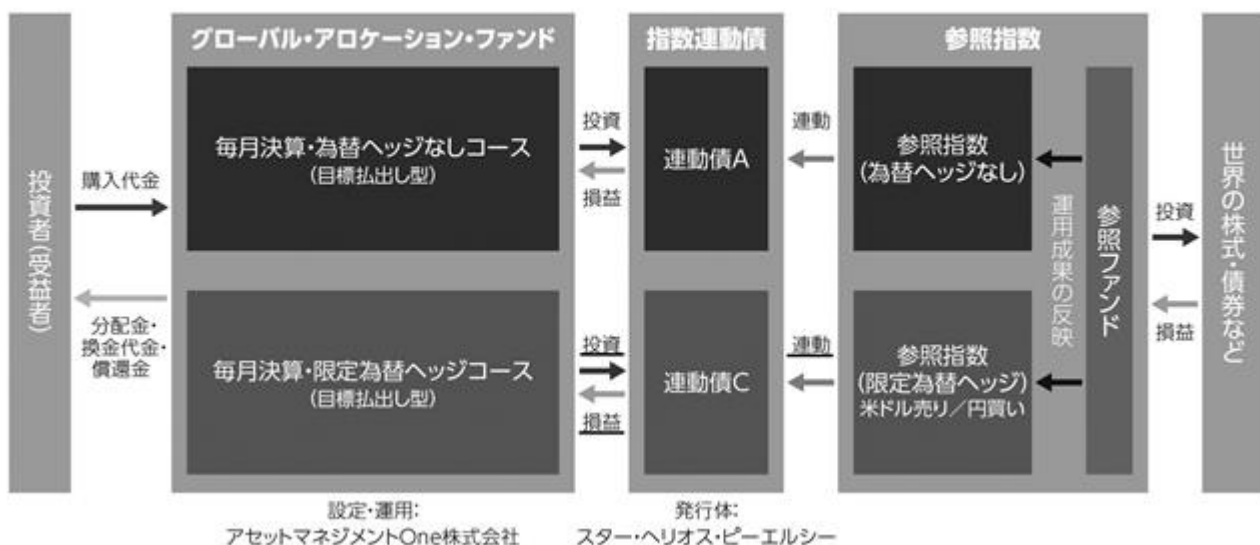 グローバル・アロケーション・ファンド
指数連動債
参照指数
投資者(受益者)
購入代金
分配金・
換金代金・
償還金
毎月決算・為替ヘッジなしコース
(目標払出し型)
投資
損益
連動債A
連動
参照指数
(為替ヘッジなし)
毎月決算・限定為替ヘッジコース
(目標払出し型)
投資
損益
連動債C
連動
参照指数
(限定為替ヘッジ)
米ドル売り/円買い
運用成果の反映
参照ファンド
投資
損益
世界の株式・債券など
設定・運用:
アセットマネジメントOne株式会社
発行体:
スター・ヘリオス・ピーエルシー